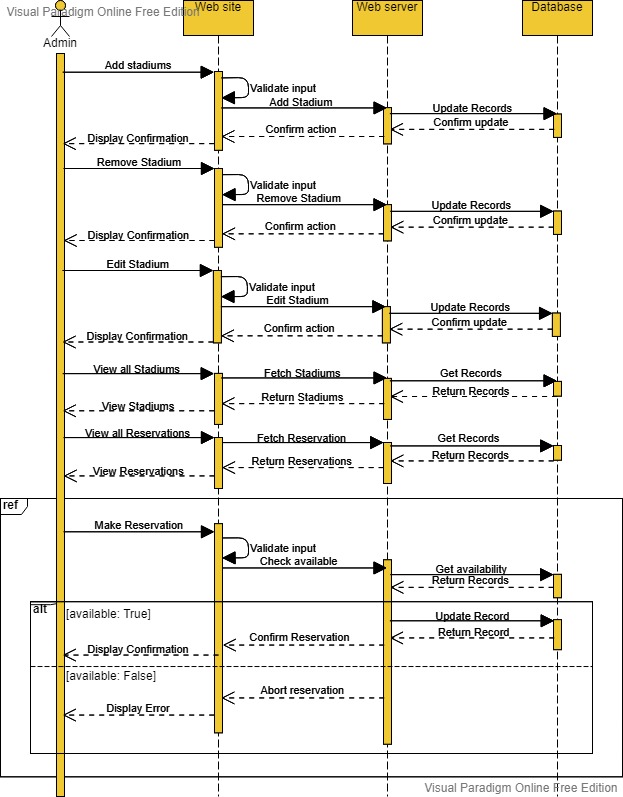 Visual Paradigm Online Free Edition
Web site
Web server
Database
Admin
Add stadiums
Validate input
Add Stadium
Update Records
Confirm update
Confirm action
Display Confirmation
Remove Stadium
Validate input
Remove Stadium
Update Records
Confirm update
Confirm action
Display Confirmation
Edit Stadium
Validate input
Edit Stadium
Update Records
Confirm update
Confirm action
Display Confirmation
View all Stadiums
Fetch Stadiums
Get Records
Return Records
Return Stadiums
View Stadiums
View all Reservations
Fetch Reservation
Get Records
Return Records
Return Reservations
View Reservations
ref
Make Reservation
Validate input
Check available
Get availability
Return Records
alt
[available: True]
Update Record
Return Record
Confirm Reservation
Display Confirmation
[available: False]
Abort reservation
Display Error
Visual Paradigm Online Free Edition